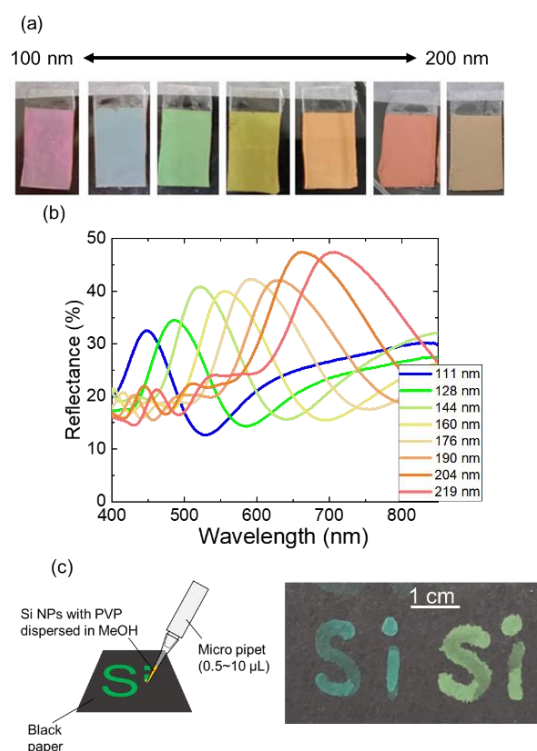 (a)
100 nm
200 nm
(b)
50
40
30
20
10
0
Reflectance (%)
400 500 600 700 800
Wavelength (nm)
111 nm
128 nm
144 nm
160 nm
176 nm
190 nm
204 nm
219 nm
(c)
Si NPs with PVP
dispersed in MeOH
Micro pipet
(0.5~10 μL)
Si
Black
paper
1 cm
Si Si